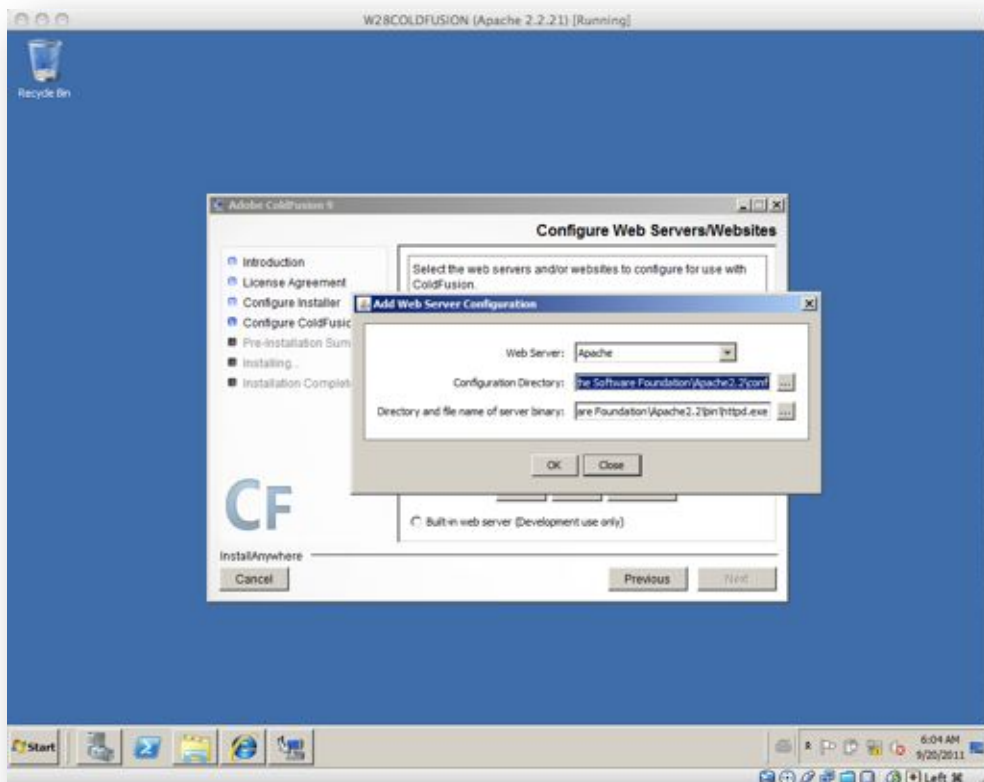 W28COLDFUSION (Apache 2.2.21) [Running]
Recycle Bin
Adobe ColdFusion 9
Configure Web Servers/Websites
Introduction
License Agreement
Configure Installer
Configure ColdFusic
Pre-Installation Sum
Installing...
Installation Complet
Select the web servers and/or websites to configure for use with
ColdFusion.
Add Web Server Configuration
Web Server: Apache
Configuration Directory: he Software Foundation\Apache2.2\conf ...
Directory and file name of server binary: are Foundation\Apache2.2\bin\httpd.exe ...
OK Close
Built-in web server (Development use only)
CF
InstallAnywhere
Cancel Previous Next
Start
6:04 AM
9/20/2011
Left ⌘